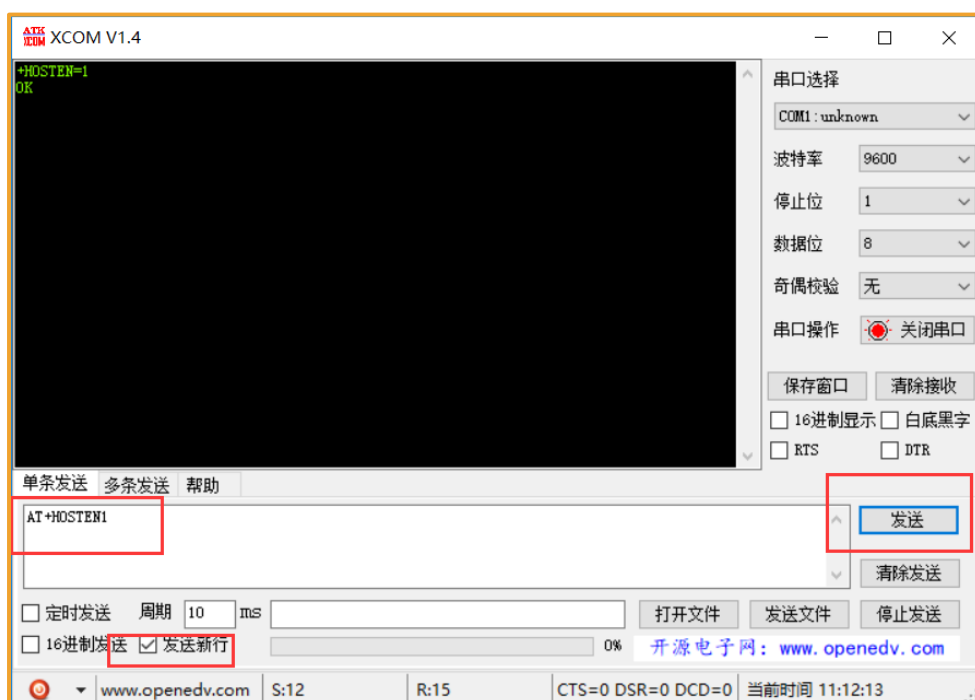 ATK XCOM XCOM V1.4
+HOSTEN=1
OK
串口选择
COM1:unknown
波特率 9600
停止位 1
数据位 8
奇偶校验 无
串口操作 关闭串口
保存窗口 清除接收
16进制显示 白底黑字
RTS DTR
单条发送 多条发送 帮助
AT+HOSTEN1
发送
清除发送
定时发送 周期 10 ms 打开文件 发送文件 停止发送
16进制发送 发送新行 0% 开源电子网：www.openedv.com
www.openedv.com S:12 R:15 CTS=0 DSR=0 DCD=0 当前时间 11:12:13